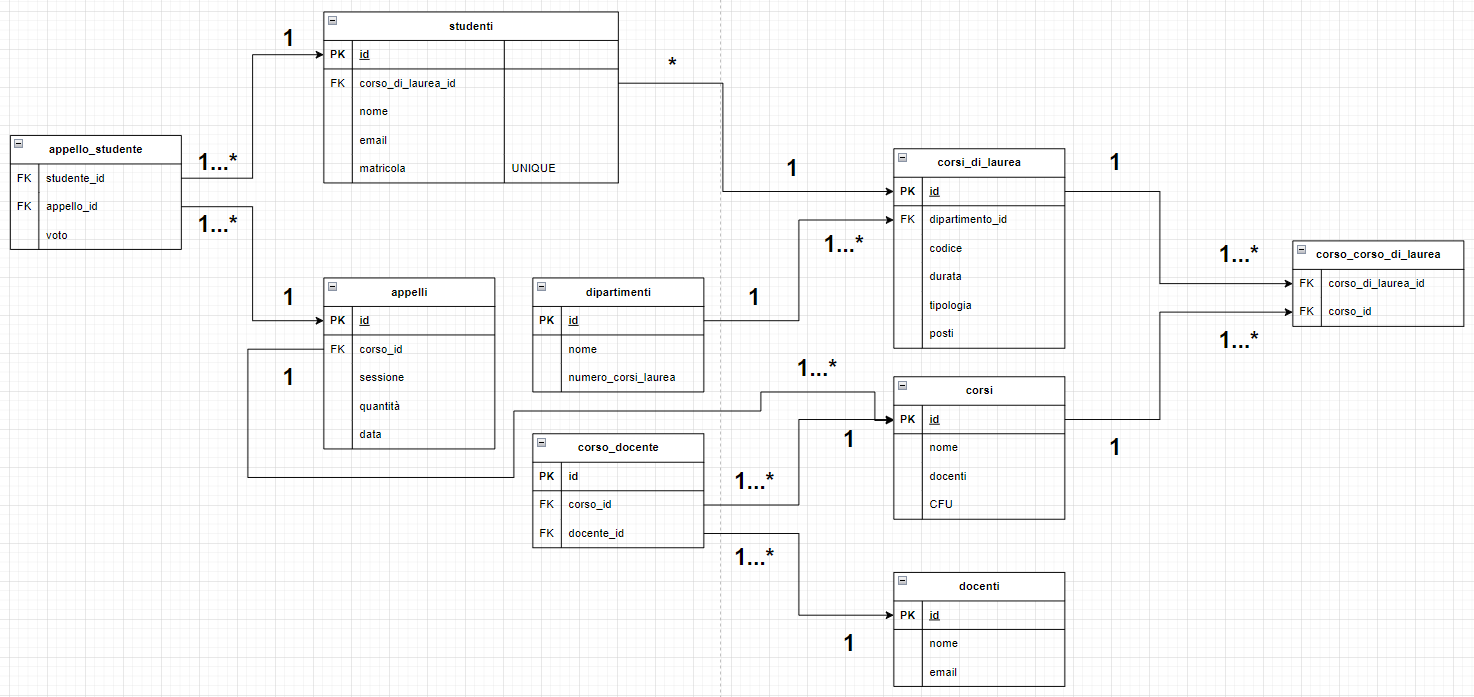 studenti
PK id
FK corso_di_laurea_id
nome
email
matricola UNIQUE
1
*
appello_studente
FK studente_id
FK appello_id
voto
1...*
1...*
1
appelli
PK id
FK corso_id
sessione
quantità
data
1
dipartimenti
PK id
nome
numero_corsi_laurea
1
1...*
1
corsi_di_laurea
PK id
FK dipartimento_id
codice
durata
tipologia
posti
1
1...*
corso_corso_di_laurea
FK corso_di_laurea_id
FK corso_id
1...*
1...*
corsi
PK id
nome
docenti
CFU
1
1
corso_docente
PK id
FK corso_id
FK docente_id
1...*
1...*
docenti
PK id
nome
email
1